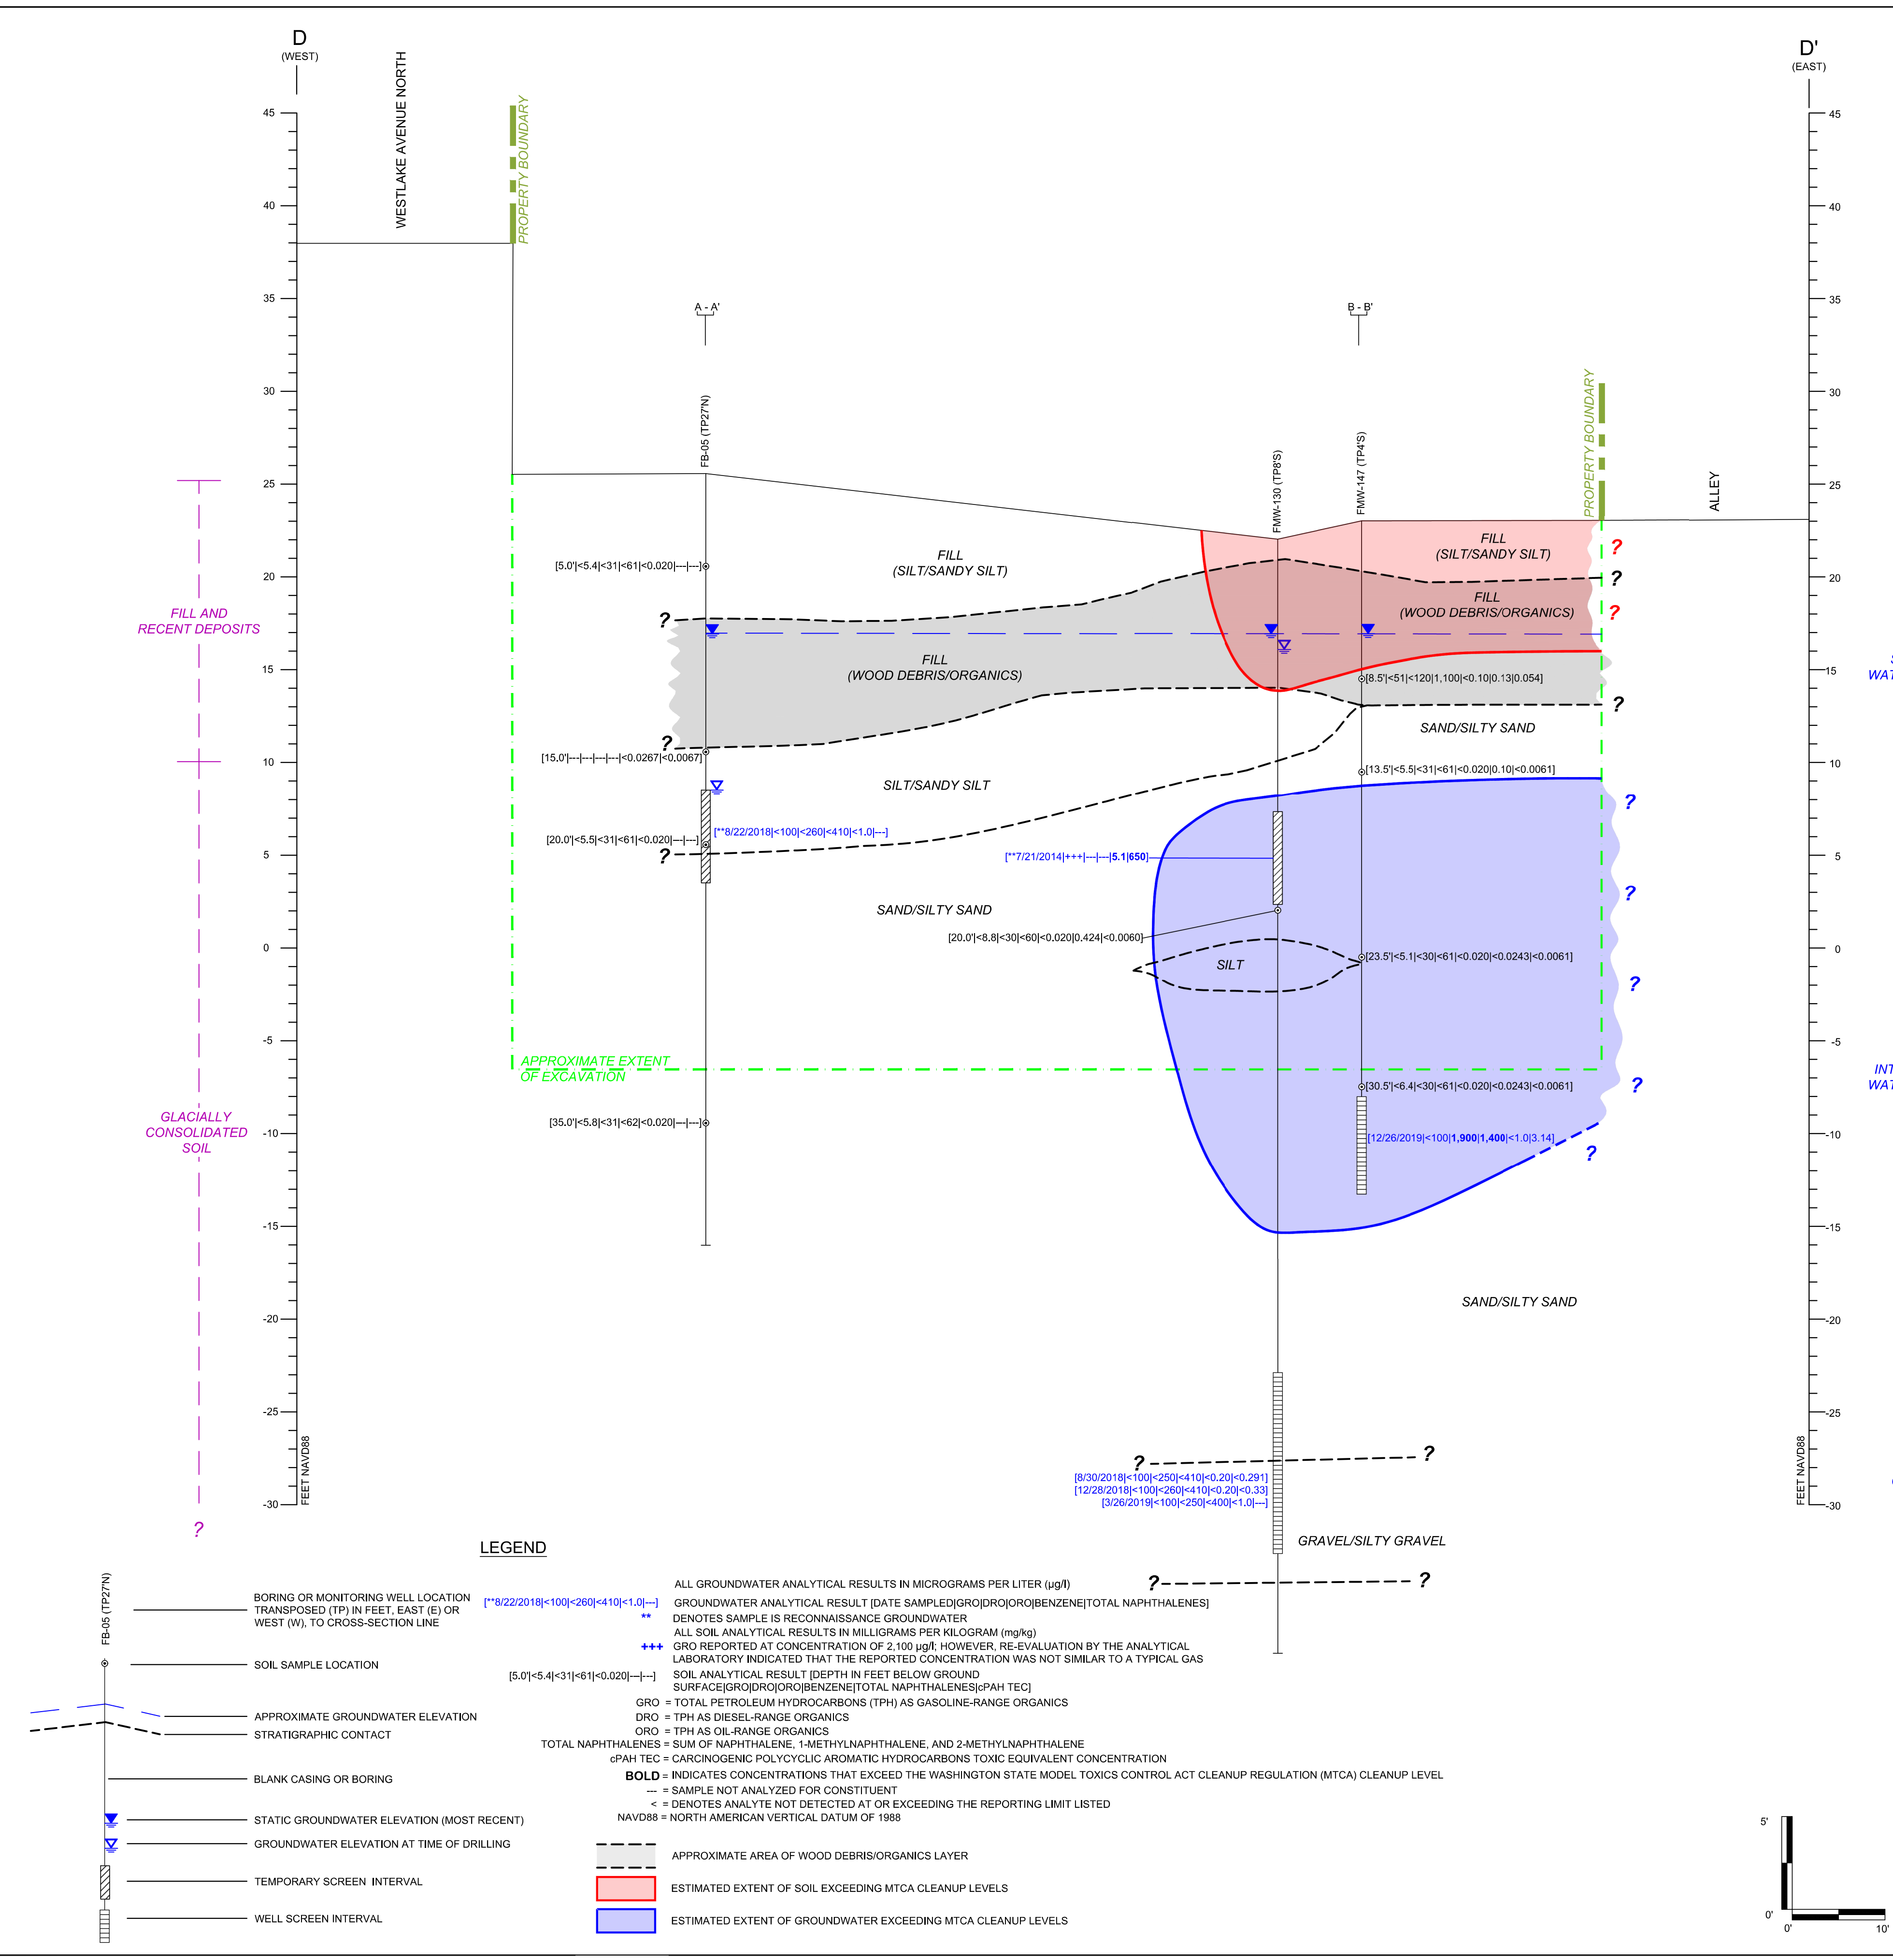 D
(WEST)
D'
(EAST)
WESTLAKE AVENUE NORTH
PROPERTY BOUNDARY
45
40
35
30
25
20
15
10
5
0
-5
-10
-15
-20
-25
-30
FEET NAVD88
45
40
35
30
25
20
15
10
5
0
-5
-10
-15
-20
-25
-30
FEET NAVD88
A - A'
B - B'
FB-05 (TP27'N)
FMW-130 (TP8'S)
FMW-147 (TP4'S)
PROPERTY BOUNDARY
ALLEY
FILL AND
RECENT DEPOSITS
GLACIALLY
CONSOLIDATED
SOIL
?
[5.0'|<5.4|<31|<61|<0.020|---|---]
FILL
(SILT/SANDY SILT)
FILL
(SILT/SANDY SILT)
?
?
FILL
(WOOD DEBRIS/ORGANICS)
?
?
FILL
(WOOD DEBRIS/ORGANICS)
[8.5'|<51|<120|1,100|<0.10|0.13|0.054]
?
SAND/SILTY SAND
?
[15.0'|---|---|---|---|<0.0267|<0.0067]
[13.5'|<5.5|<31|<61|<0.020|0.10|<0.0061]
SILT/SANDY SILT
?
[**8/22/2018|<100|<260|<410|<1.0|---]
[20.0'|<5.5|<31|<61|<0.020|---|---]
?
[**7/21/2014|+++|---|---|5.1|650]
?
SAND/SILTY SAND
[20.0'|<8.8|<30|<60|<0.020|0.424|<0.0060]
[23.5'|<5.1|<30|<61|<0.020|<0.0243|<0.0061]
SILT
?
APPROXIMATE EXTENT
OF EXCAVATION
[30.5'|<6.4|<30|<61|<0.020|<0.0243|<0.0061]
?
[35.0'|<5.8|<31|<62|<0.020|---|---]
[12/26/2019|<100|1,900|1,400|<1.0|3.14]
?
SAND/SILTY SAND
?
?
[8/30/2018|<100|<250|<410|<0.20|<0.291]
[12/28/2018|<100|<260|<410|<0.20|<0.33]
[3/26/2019|<100|<250|<400|<1.0|---]
GRAVEL/SILTY GRAVEL
?
?
WAT
INT
WAT
LEGEND
FB-05 (TP27'N)
BORING OR MONITORING WELL LOCATION
TRANSPOSED (TP) IN FEET, EAST (E) OR
WEST (W), TO CROSS-SECTION LINE
SOIL SAMPLE LOCATION
APPROXIMATE GROUNDWATER ELEVATION
STRATIGRAPHIC CONTACT
BLANK CASING OR BORING
STATIC GROUNDWATER ELEVATION (MOST RECENT)
GROUNDWATER ELEVATION AT TIME OF DRILLING
TEMPORARY SCREEN INTERVAL
WELL SCREEN INTERVAL
ALL GROUNDWATER ANALYTICAL RESULTS IN MICROGRAMS PER LITER (µg/l)
[**8/22/2018|<100|<260|<410|<1.0|---] GROUNDWATER ANALYTICAL RESULT [DATE SAMPLED|GRO|DRO|ORO|BENZENE|TOTAL NAPHTHALENES]
** DENOTES SAMPLE IS RECONNAISSANCE GROUNDWATER
ALL SOIL ANALYTICAL RESULTS IN MILLIGRAMS PER KILOGRAM (mg/kg)
+++ GRO REPORTED AT CONCENTRATION OF 2,100 µg/l; HOWEVER, RE-EVALUATION BY THE ANALYTICAL
LABORATORY INDICATED THAT THE REPORTED CONCENTRATION WAS NOT SIMILAR TO A TYPICAL GAS
[5.0'|<5.4|<31|<61|<0.020|---|---] SOIL ANALYTICAL RESULT [DEPTH IN FEET BELOW GROUND
SURFACE|GRO|DRO|ORO|BENZENE|TOTAL NAPHTHALENES|cPAH TEC]
GRO = TOTAL PETROLEUM HYDROCARBONS (TPH) AS GASOLINE-RANGE ORGANICS
DRO = TPH AS DIESEL-RANGE ORGANICS
ORO = TPH AS OIL-RANGE ORGANICS
TOTAL NAPHTHALENES = SUM OF NAPHTHALENE, 1-METHYLNAPHTHALENE, AND 2-METHYLNAPHTHALENE
cPAH TEC = CARCINOGENIC POLYCYCLIC AROMATIC HYDROCARBONS TOXIC EQUIVALENT CONCENTRATION
BOLD = INDICATES CONCENTRATIONS THAT EXCEED THE WASHINGTON STATE MODEL TOXICS CONTROL ACT CLEANUP REGULATION (MTCA) CLEANUP LEVEL
--- = SAMPLE NOT ANALYZED FOR CONSTITUENT
< = DENOTES ANALYTE NOT DETECTED AT OR EXCEEDING THE REPORTING LIMIT LISTED
NAVD88 = NORTH AMERICAN VERTICAL DATUM OF 1988
APPROXIMATE AREA OF WOOD DEBRIS/ORGANICS LAYER
ESTIMATED EXTENT OF SOIL EXCEEDING MTCA CLEANUP LEVELS
ESTIMATED EXTENT OF GROUNDWATER EXCEEDING MTCA CLEANUP LEVELS
5'
0'
0'
10'